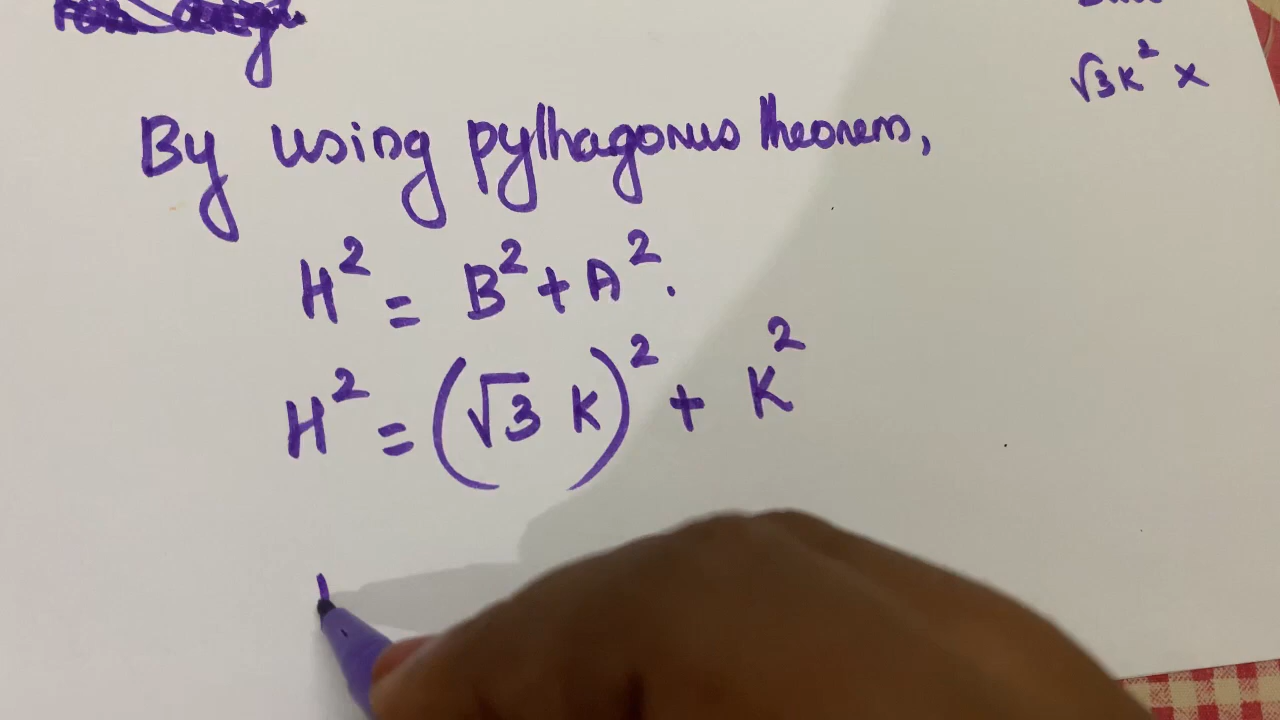 By using pythagorus theorem,
√3K² x
H² = B² + A².
H² = (√3 K)² + K²